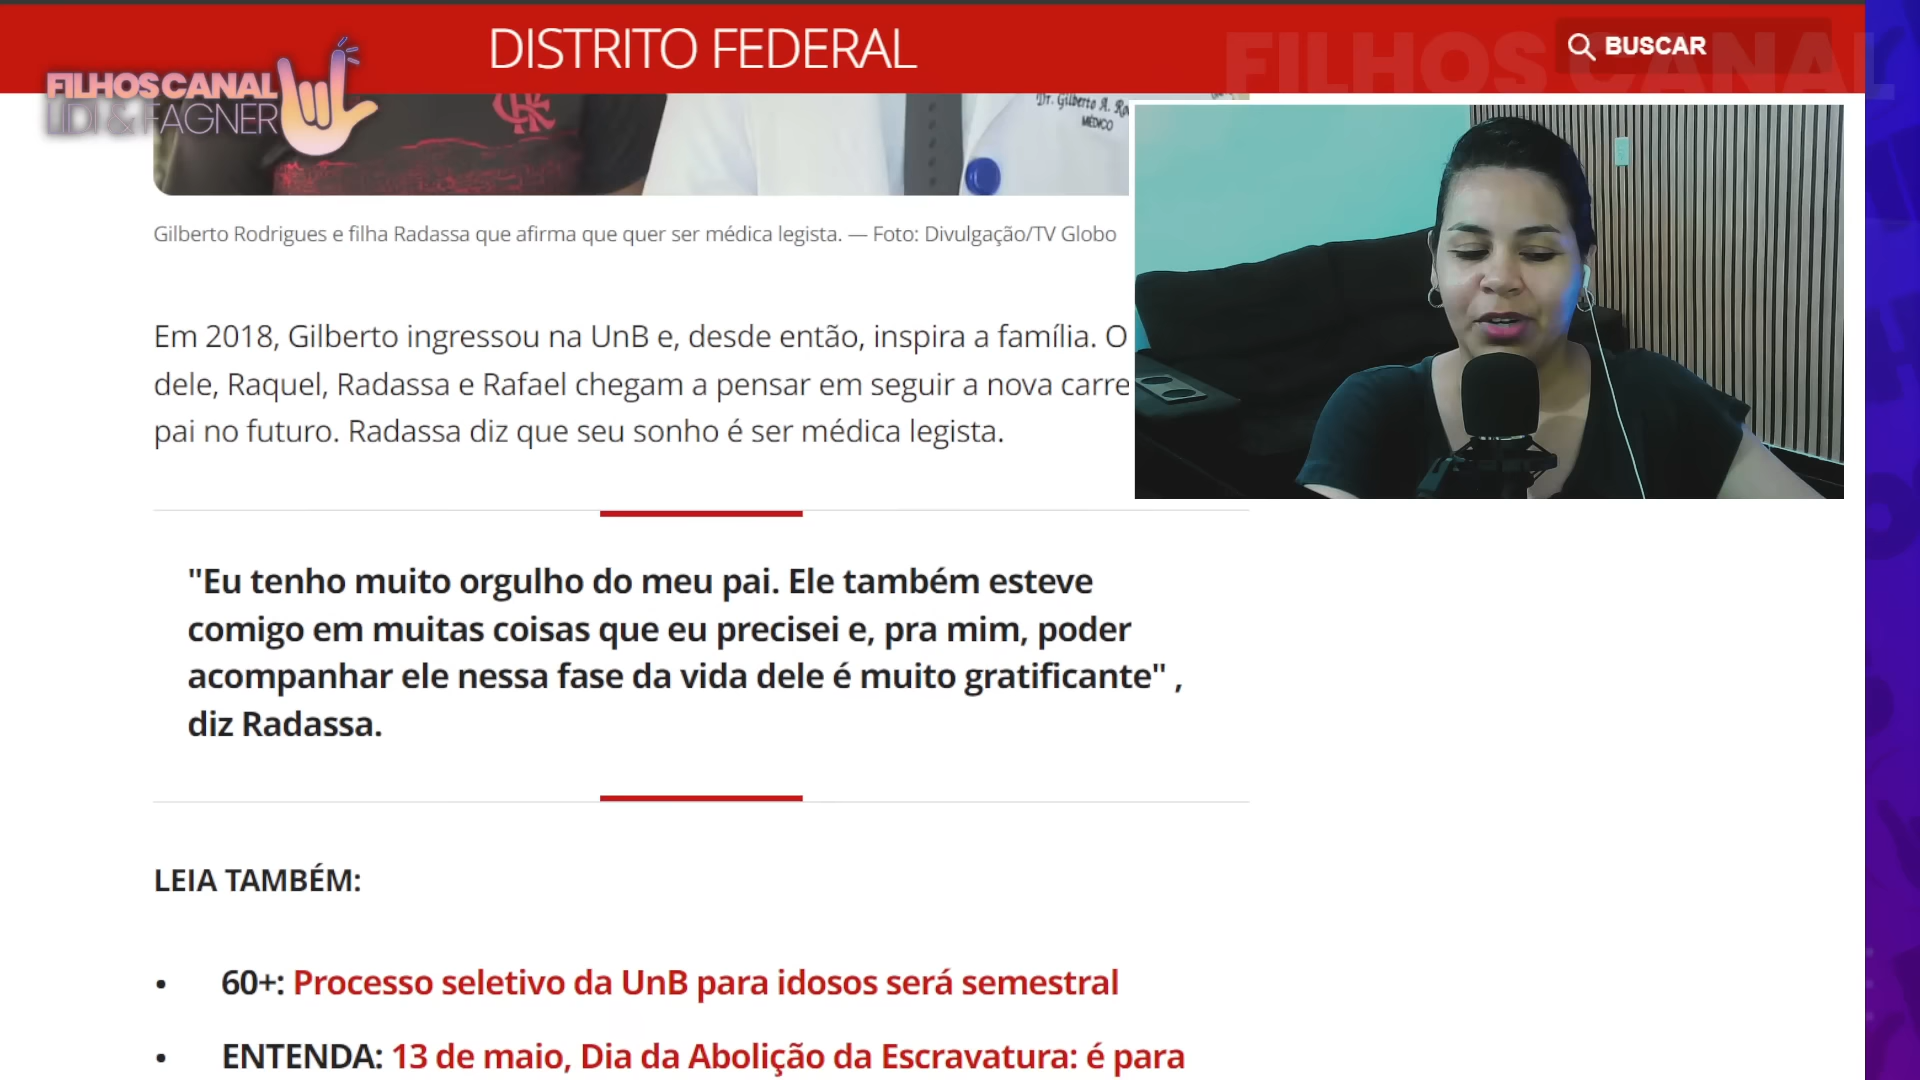 DISTRITO FEDERAL
FILHOS CANAL
BUSCAR
FILHOSCANAL
LIDI & FAGNER
Dr. Gilberto A.
MÉDICO
Gilberto Rodrigues e filha Radassa que afirma que quer ser médica legista. — Foto: Divulgação/TV Globo
Em 2018, Gilberto ingressou na UnB e, desde então, inspira a família. O
dele, Raquel, Radassa e Rafael chegam a pensar em seguir a nova carre
pai no futuro. Radassa diz que seu sonho é ser médica legista.
"Eu tenho muito orgulho do meu pai. Ele também esteve
comigo em muitas coisas que eu precisei e, pra mim, poder
acompanhar ele nessa fase da vida dele é muito gratificante" ,
diz Radassa.
LEIA TAMBÉM:
• 60+: Processo seletivo da UnB para idosos será semestral
• ENTENDA: 13 de maio, Dia da Abolição da Escravatura: é para